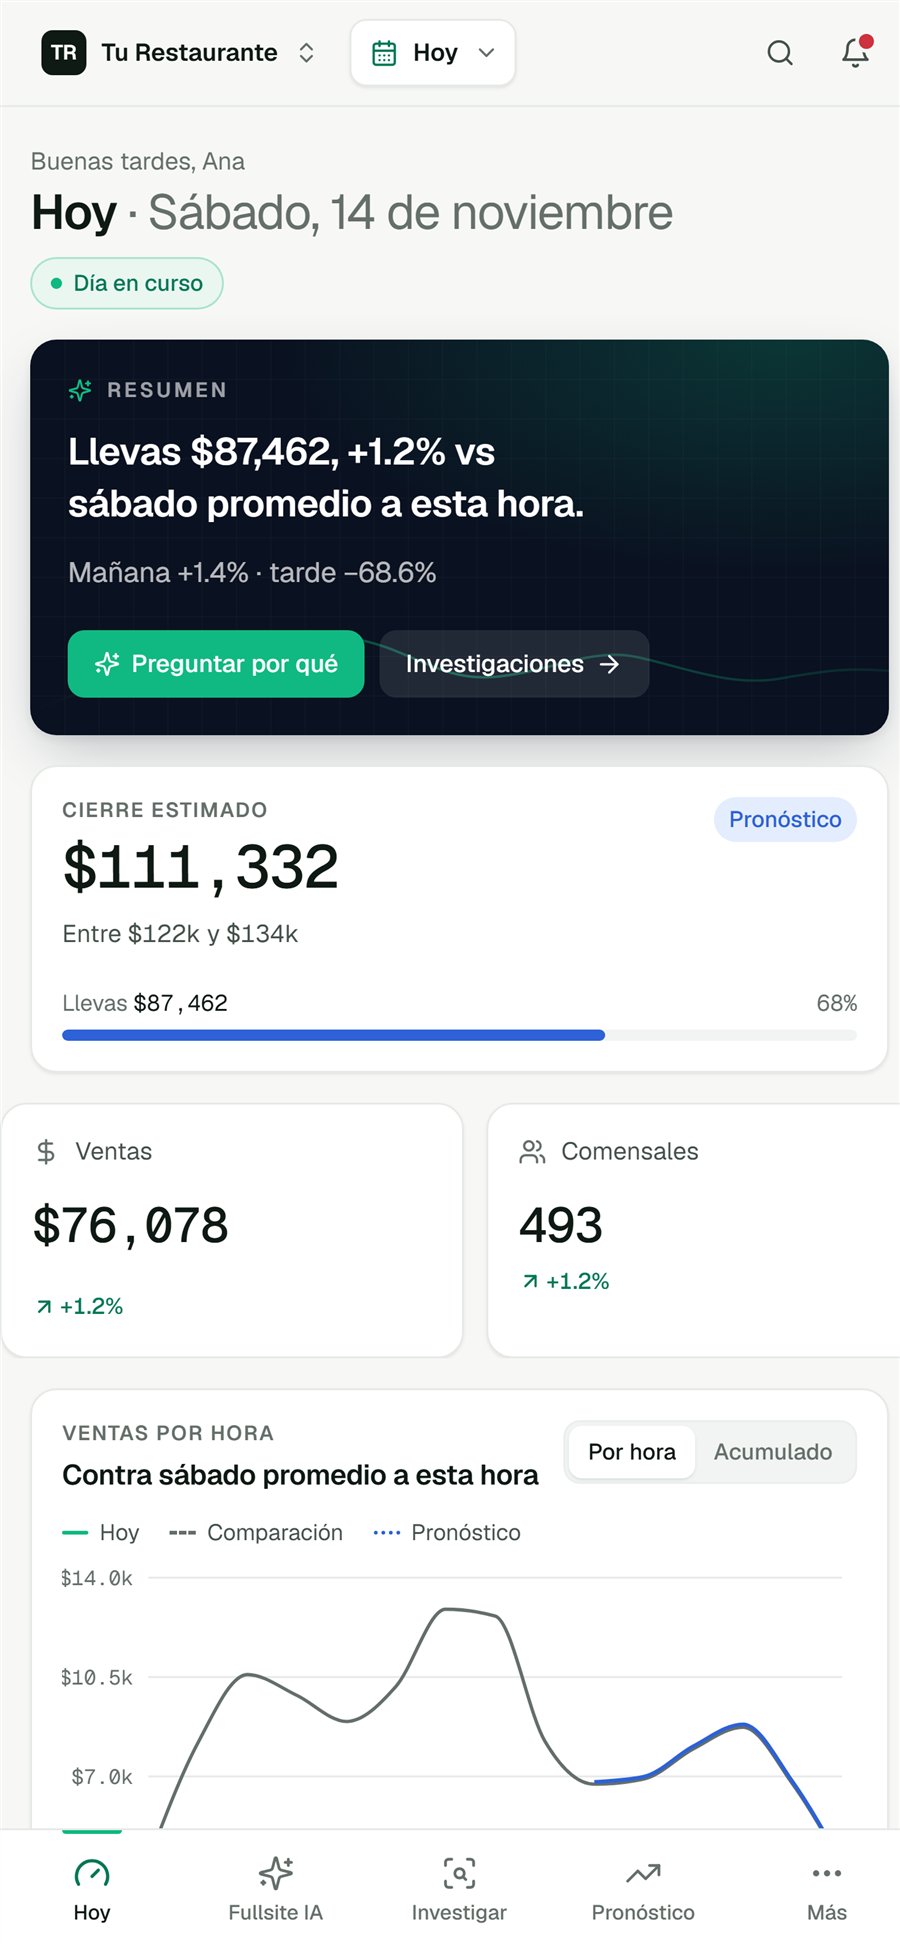 TR Tu Restaurante Hoy
Buenas tardes, Ana
Hoy · Sábado, 14 de noviembre
Día en curso
RESUMEN
Llevas $87,462, +1.2% vs
sábado promedio a esta hora.
Mañana +1.4% · tarde −68.6%
Preguntar por qué Investigaciones →
CIERRE ESTIMADO Pronóstico
$111,332
Entre $122k y $134k
Llevas $87,462 68%
Ventas Comensales
$76,078 493
+1.2% +1.2%
VENTAS POR HORA
Contra sábado promedio a esta hora
Por hora Acumulado
Hoy Comparación Pronóstico
$14.0k
$10.5k
$7.0k
Hoy Fullsite IA Investigar Pronóstico Más